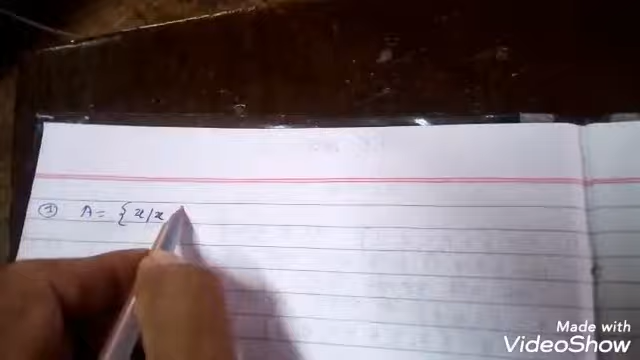 ① A = { x/x
Made with
VideoShow